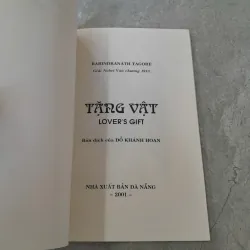 RABINDRANATH TAGORE
Giải Nobel Văn chương 1913
TẶNG VẬT
LOVER'S GIFT
Bản dịch của ĐỖ KHÁNH HOAN
NHÀ XUẤT BẢN ĐÀ NẴNG
- 2001 -